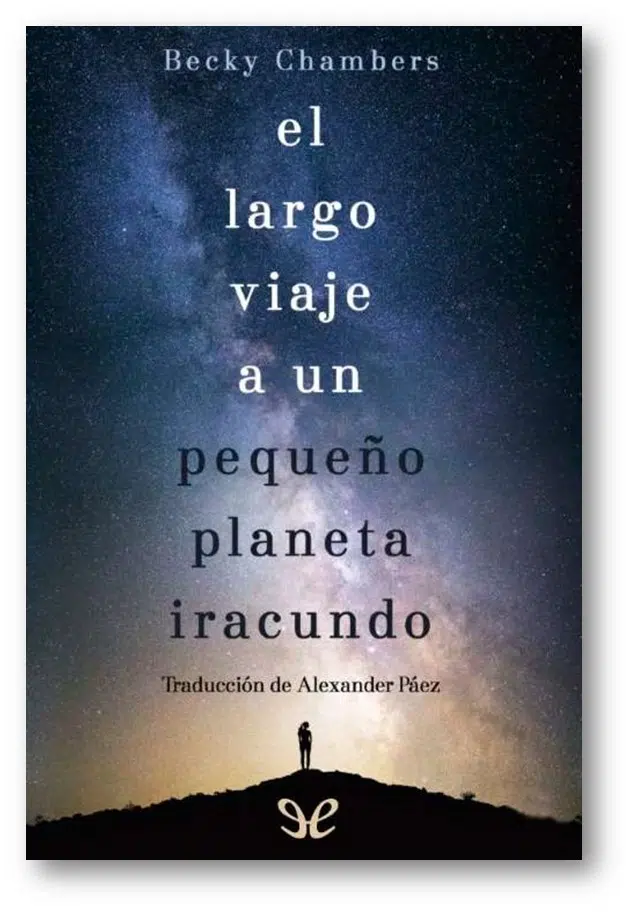 Becky Chambers
el
largo
viaje
a un
pequeño
planeta
iracundo
Traducción de Alexander Páez